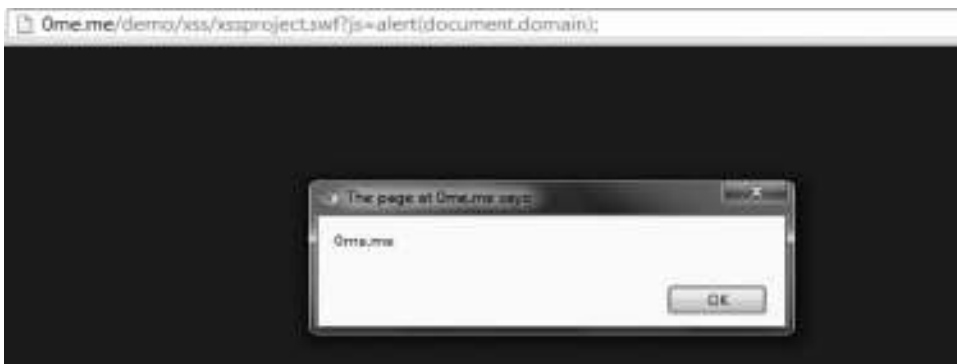 0me.me/demo/xss/xssproject.swf?js=alert(document.domain);
The page at 0me.me says:
0me.me
OK